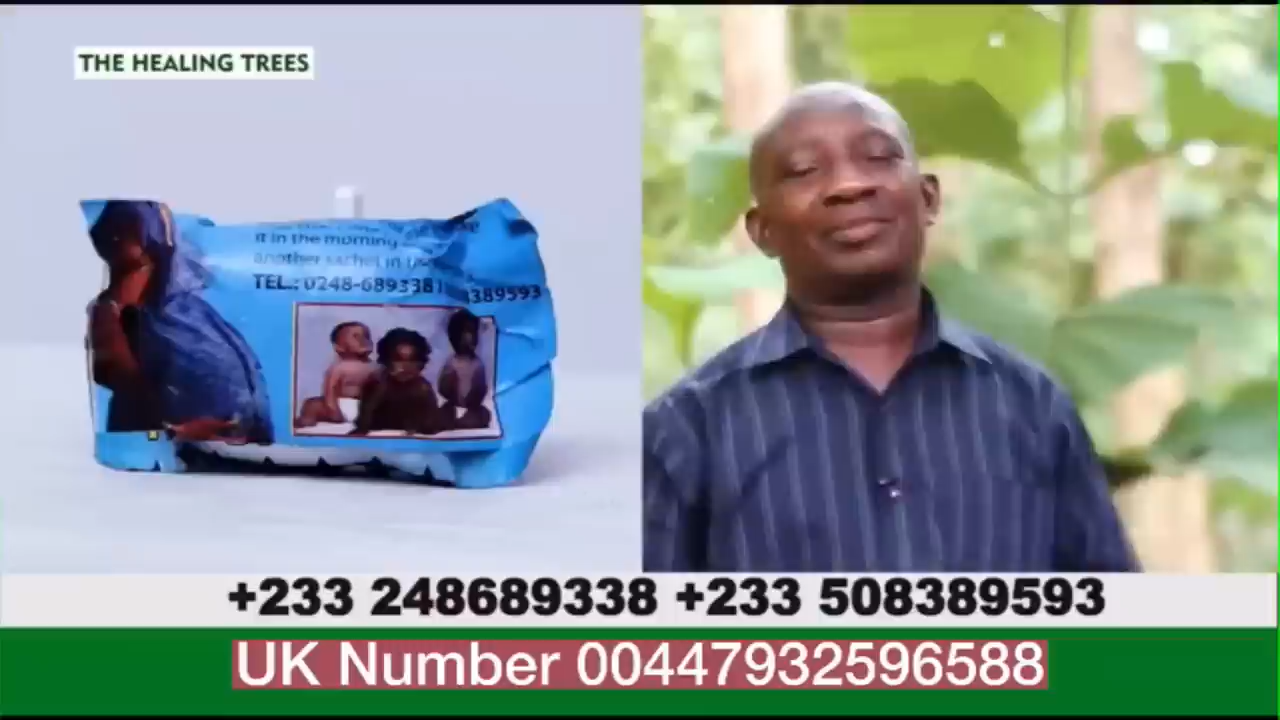 THE HEALING TREES
it in the morning
another sachet in
TEL.: 0248-689338
389593
+233 248689338 +233 508389593
UK Number 00447932596588